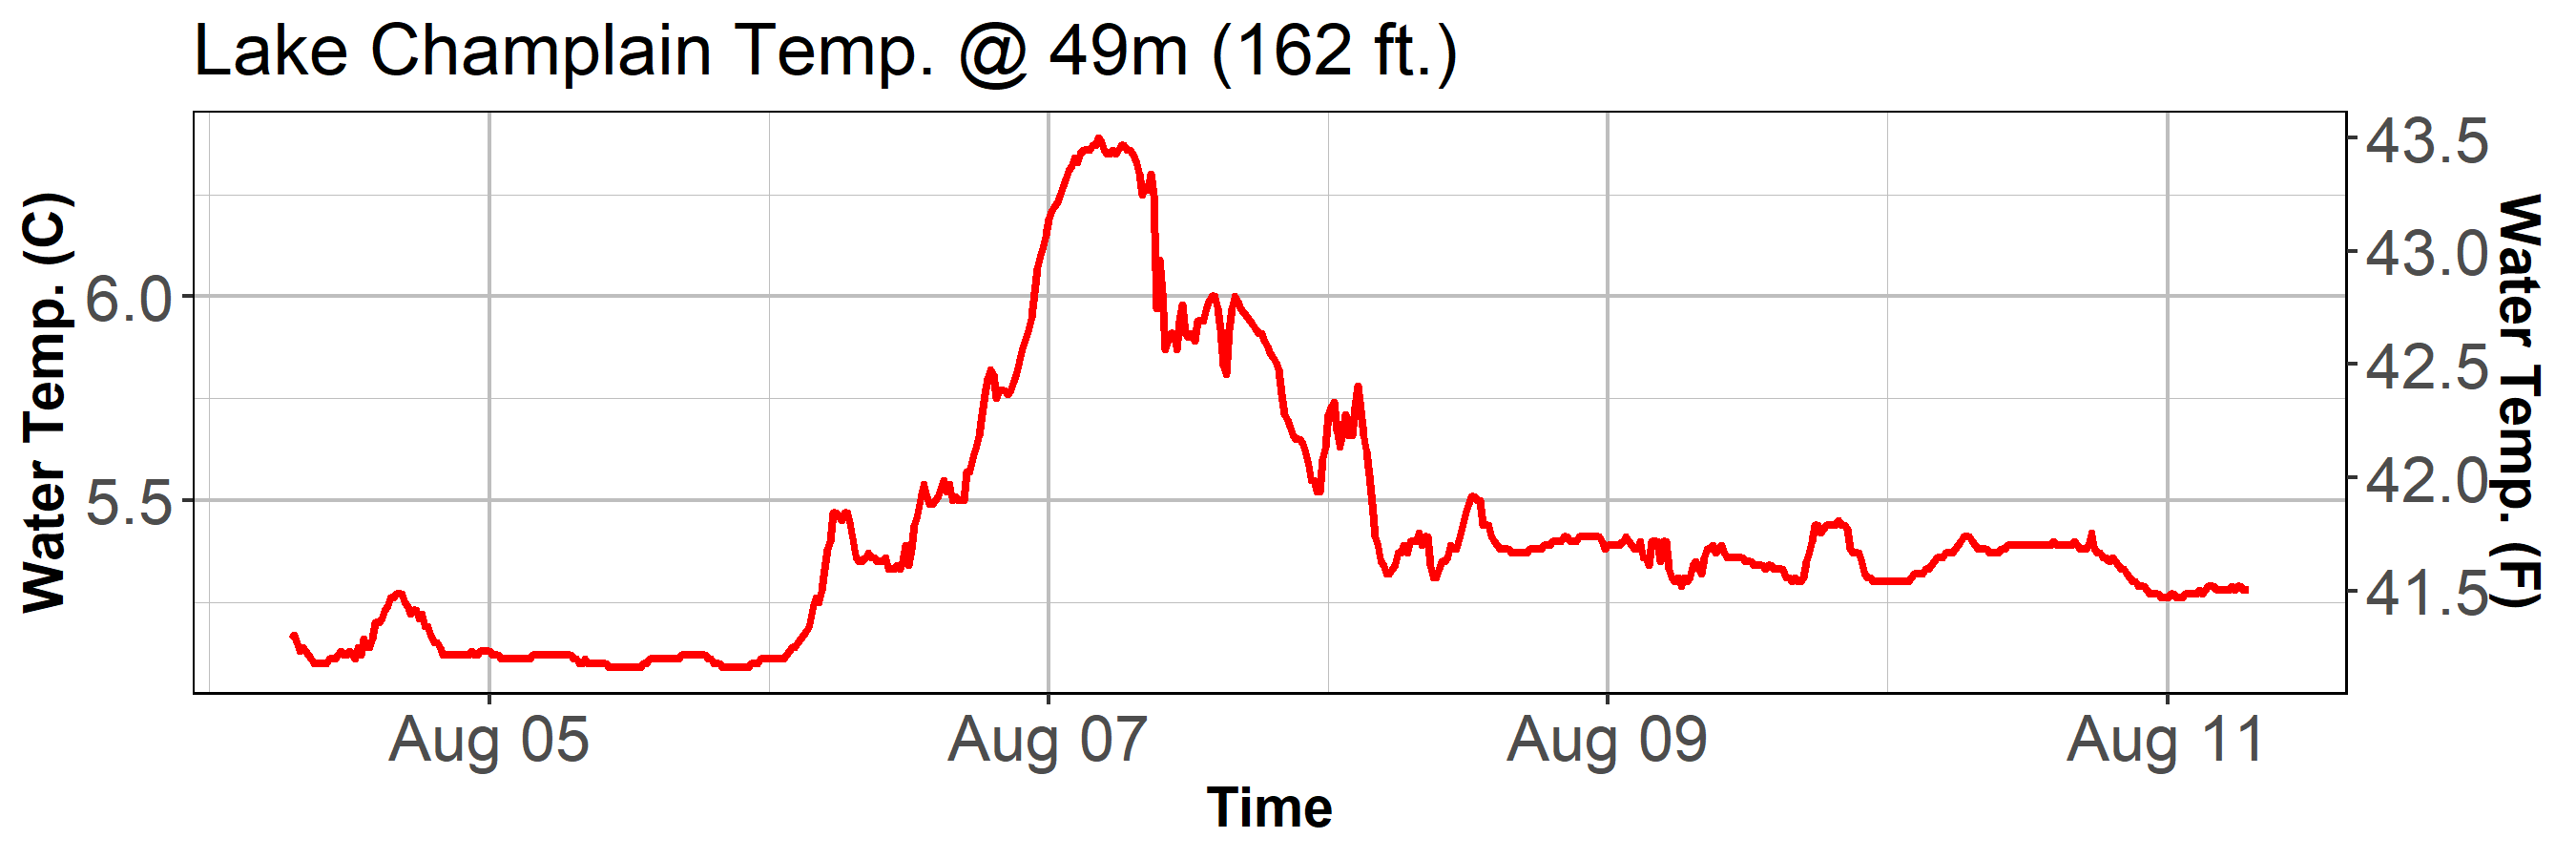 Lake Champlain Temp. @ 49m (162 ft.)
Water Temp. (C)
6.0
5.5
43.5
43.0
42.5
42.0
41.5
Water Temp. (F)
Aug 05 Aug 07 Aug 09 Aug 11
Time